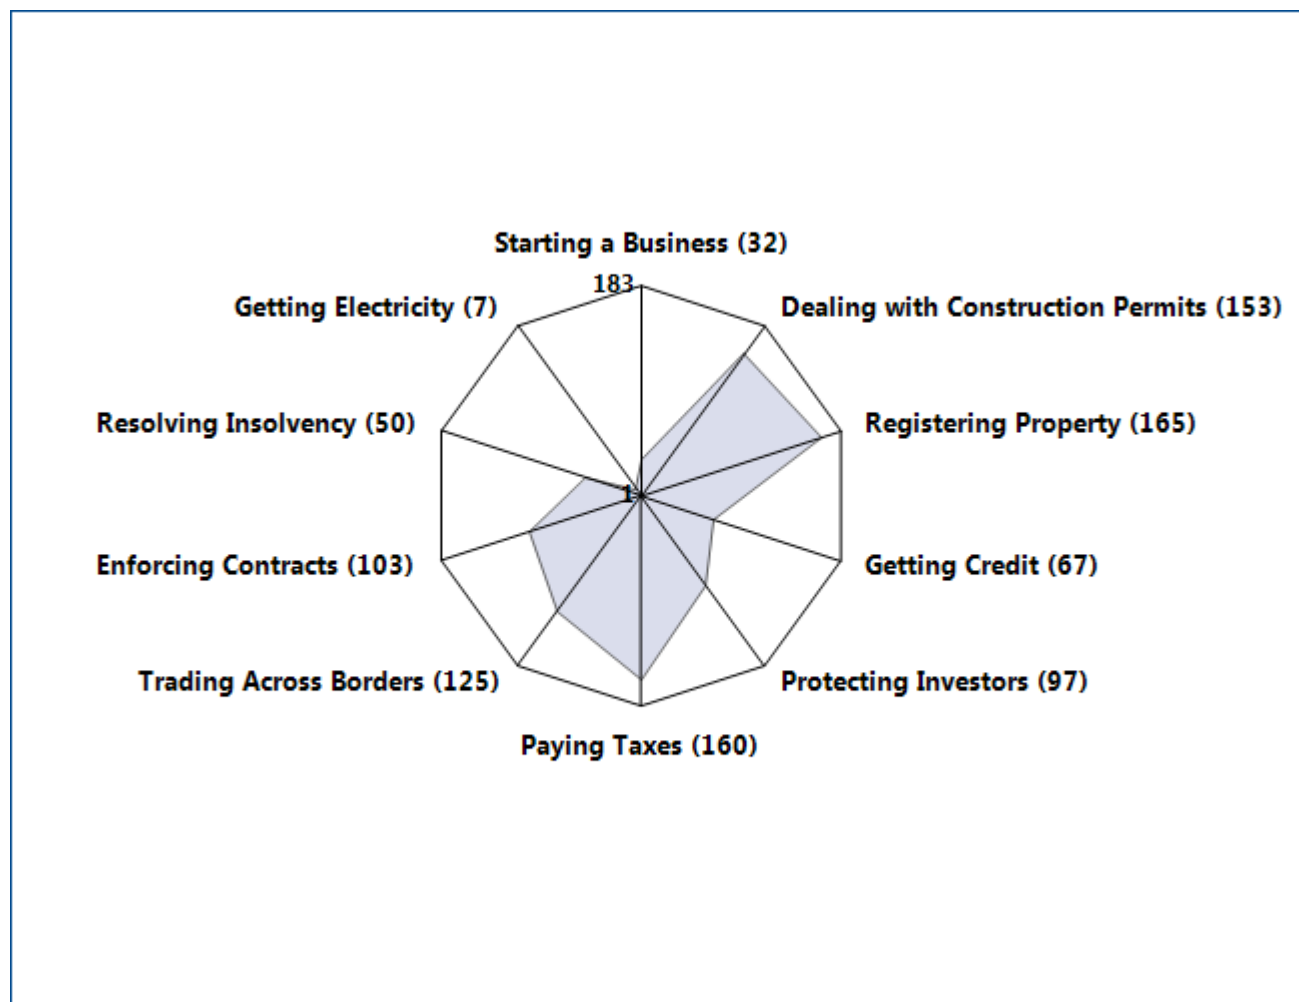 Starting a Business (32)
183
Getting Electricity (7)
Dealing with Construction Permits (153)
Resolving Insolvency (50)
Registering Property (165)
1
Enforcing Contracts (103)
Getting Credit (67)
Trading Across Borders (125)
Protecting Investors (97)
Paying Taxes (160)